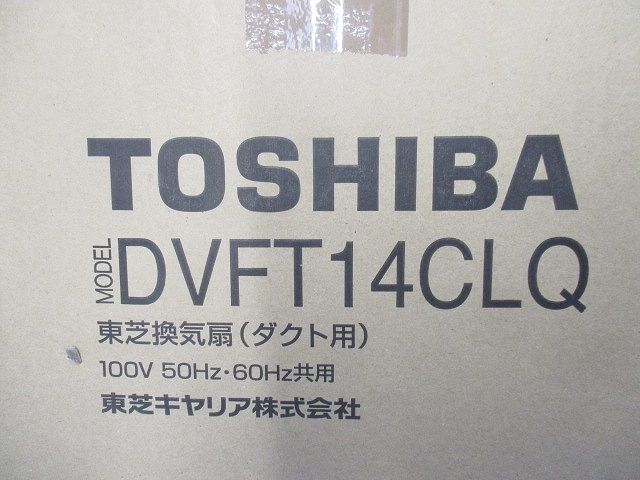 TOSHIBA
MODEL DVFT14CLQ
東芝換気扇（ダクト用）
100V 50Hz・60Hz共用
東芝キヤリア株式会社